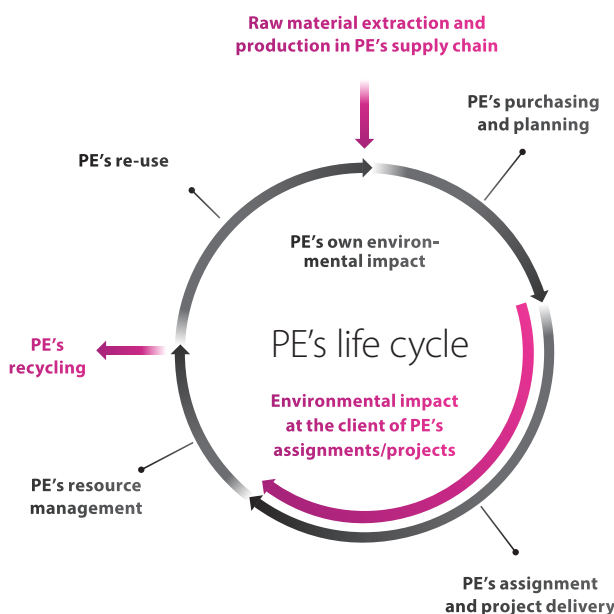 Raw material extraction and
production in PE's supply chain
PE's purchasing
and planning
PE's re-use
PE's own environ-
mental impact
PE's life cycle
PE's
recycling
Environmental impact
at the client of PE's
assignments/projects
PE's resource
management
PE's assignment
and project delivery